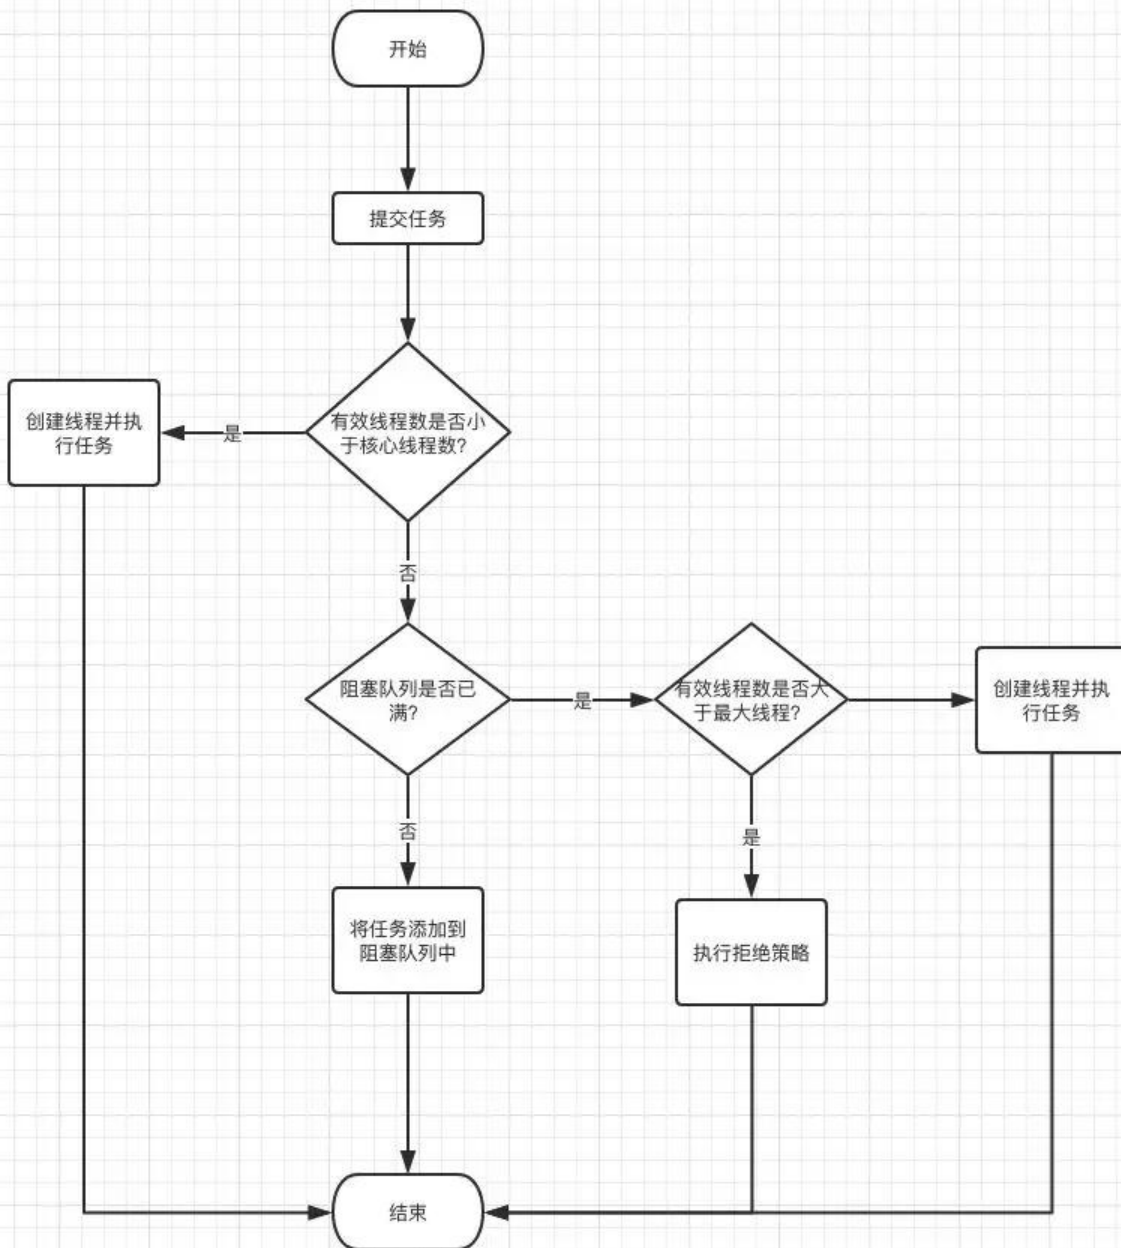 开始
提交任务
有效线程数是否小
于核心线程数?
是
创建线程并执
行任务
否
阻塞队列是否已
满?
是
有效线程数是否大
于最大线程?
创建线程并执
行任务
否
是
将任务添加到
阻塞队列中
执行拒绝策略
结束